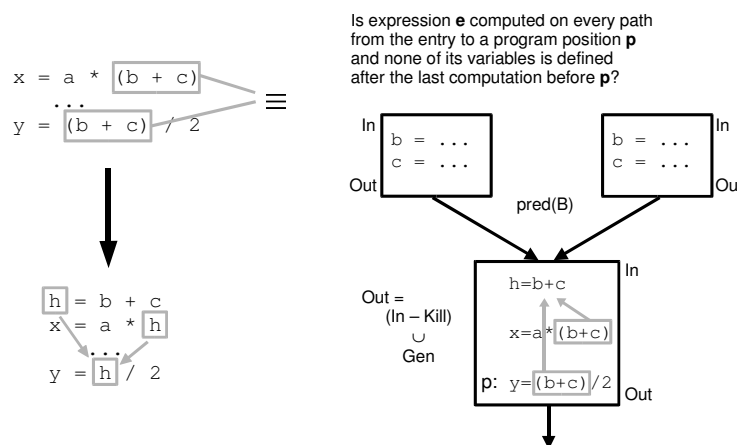 x = a * (b + c)
...
y = (b + c) / 2
≡
h = b + c
x = a * h
...
y = h / 2
Is expression e computed on every path
from the entry to a program position p
and none of its variables is defined
after the last computation before p?
In
b = ...
c = ...
Out
In
b = ...
c = ...
Ou
pred(B)
In
h=b+c
Out =
(In – Kill)
∪
Gen
x=a*(b+c)
p: y=(b+c)/2
Out